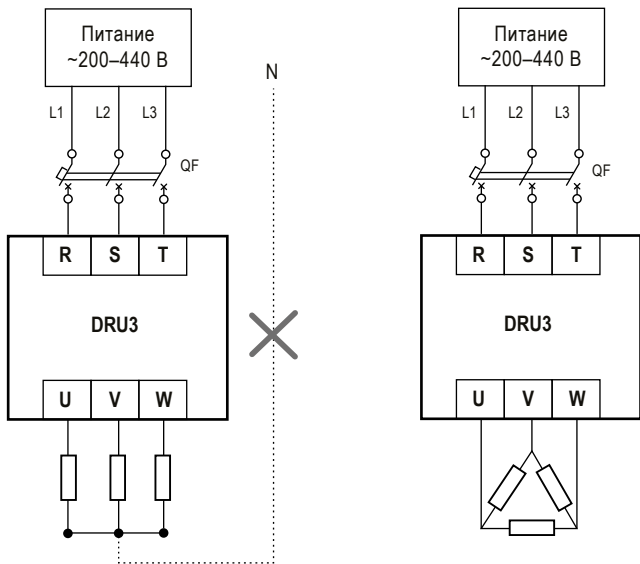 Питание
~200–440 В
N
L1 L2 L3
QF
R S T
DRU3
U V W
Питание
~200–440 В
L1 L2 L3
QF
R S T
DRU3
U V W